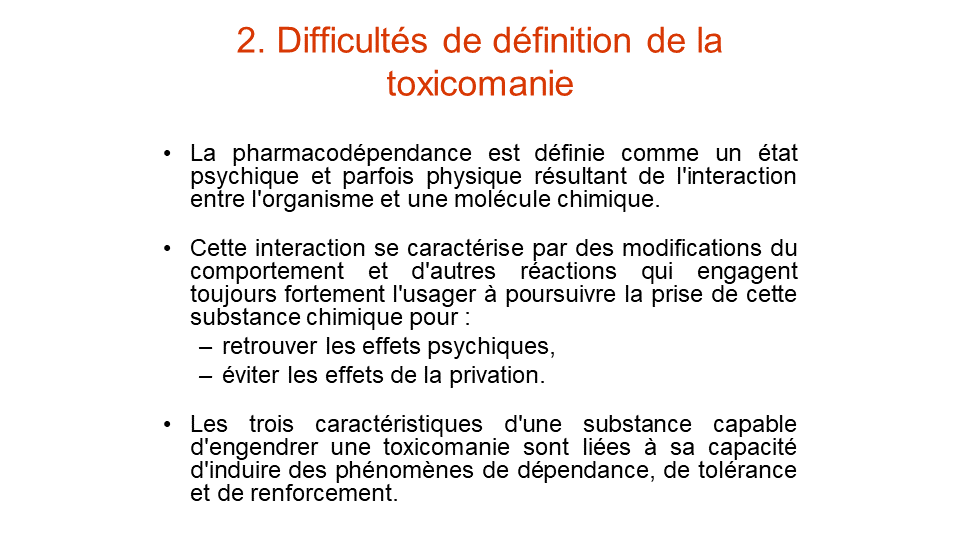 2. Difficultés de définition de la
toxicomanie
• La pharmacodépendance est définie comme un état
psychique et parfois physique résultant de l'interaction
entre l'organisme et une molécule chimique.
• Cette interaction se caractérise par des modifications du
comportement et d'autres réactions qui engagent
toujours fortement l'usager à poursuivre la prise de cette
substance chimique pour :
– retrouver les effets psychiques,
– éviter les effets de la privation.
• Les trois caractéristiques d'une substance capable
d'engendrer une toxicomanie sont liées à sa capacité
d'induire des phénomènes de dépendance, de tolérance
et de renforcement.